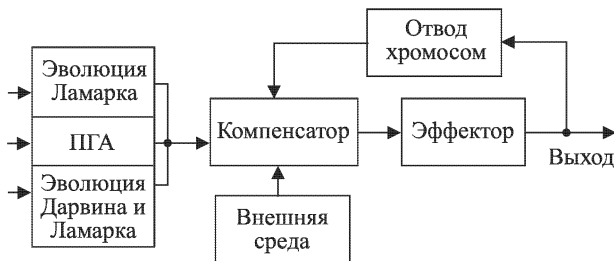 Эволюция
Ламарка
ПГА
Эволюция
Дарвина и
Ламарка
Компенсатор
Внешняя
среда
Отвод
хромосом
Эффектор
Выход